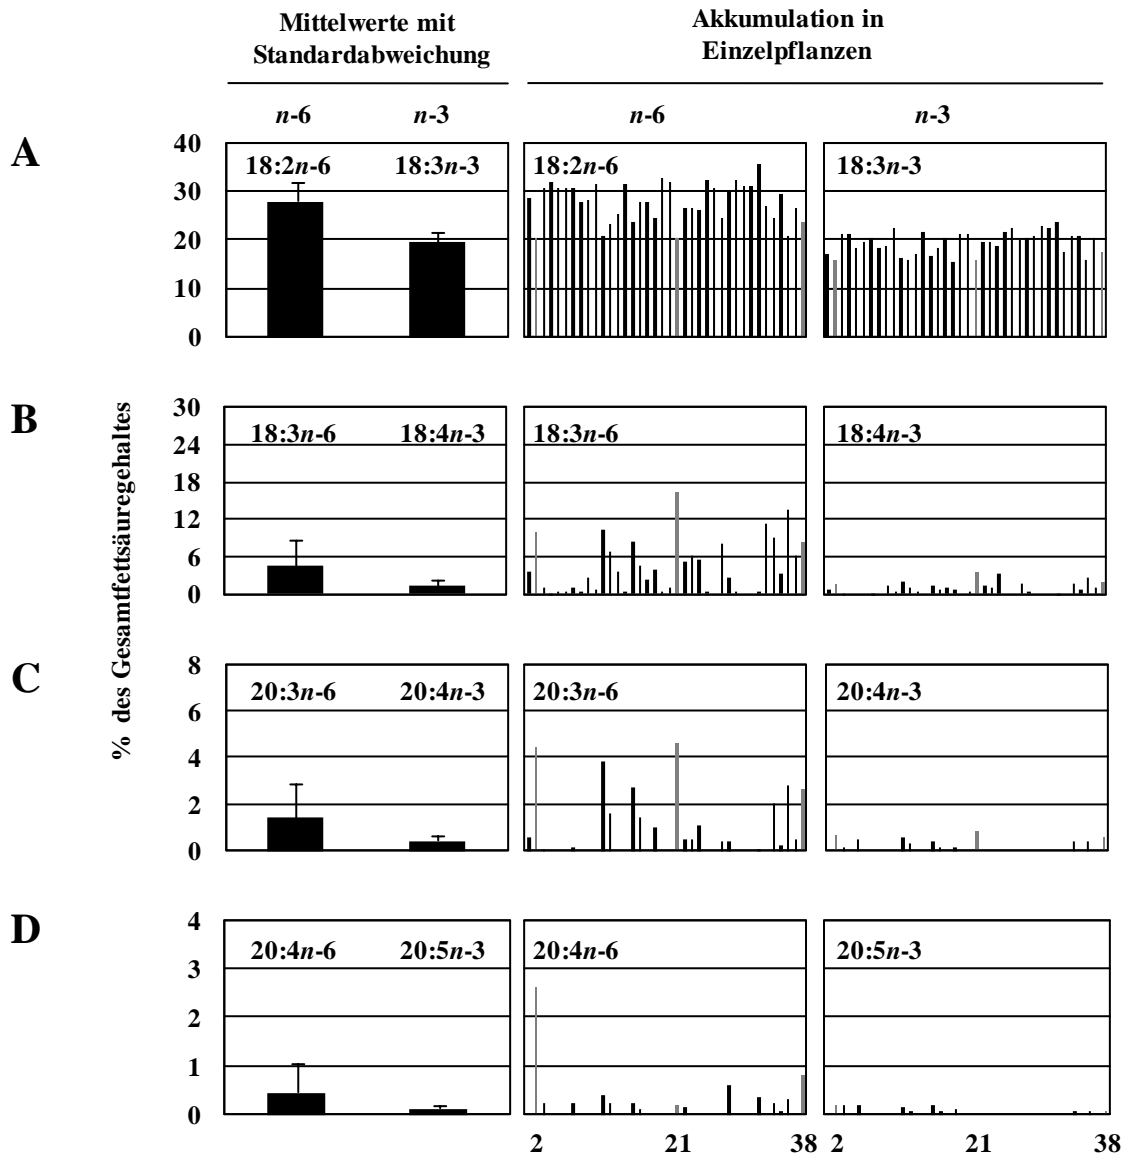 Mittelwerte mit
Standardabweichung
Akkumulation in
Einzelpflanzen
n-6 n-3 n-6 n-3
A
40
30
20
10
0
18:2n-6 18:3n-3 18:2n-6 18:3n-3
B
30
24
18
12
6
0
18:3n-6 18:4n-3 18:3n-6 18:4n-3
% des Gesamtfettsäuregehaltes
C
8
6
4
2
0
20:3n-6 20:4n-3 20:3n-6 20:4n-3
D
4
3
2
1
0
20:4n-6 20:5n-3 20:4n-6 20:5n-3
2 21 38 2 21 38